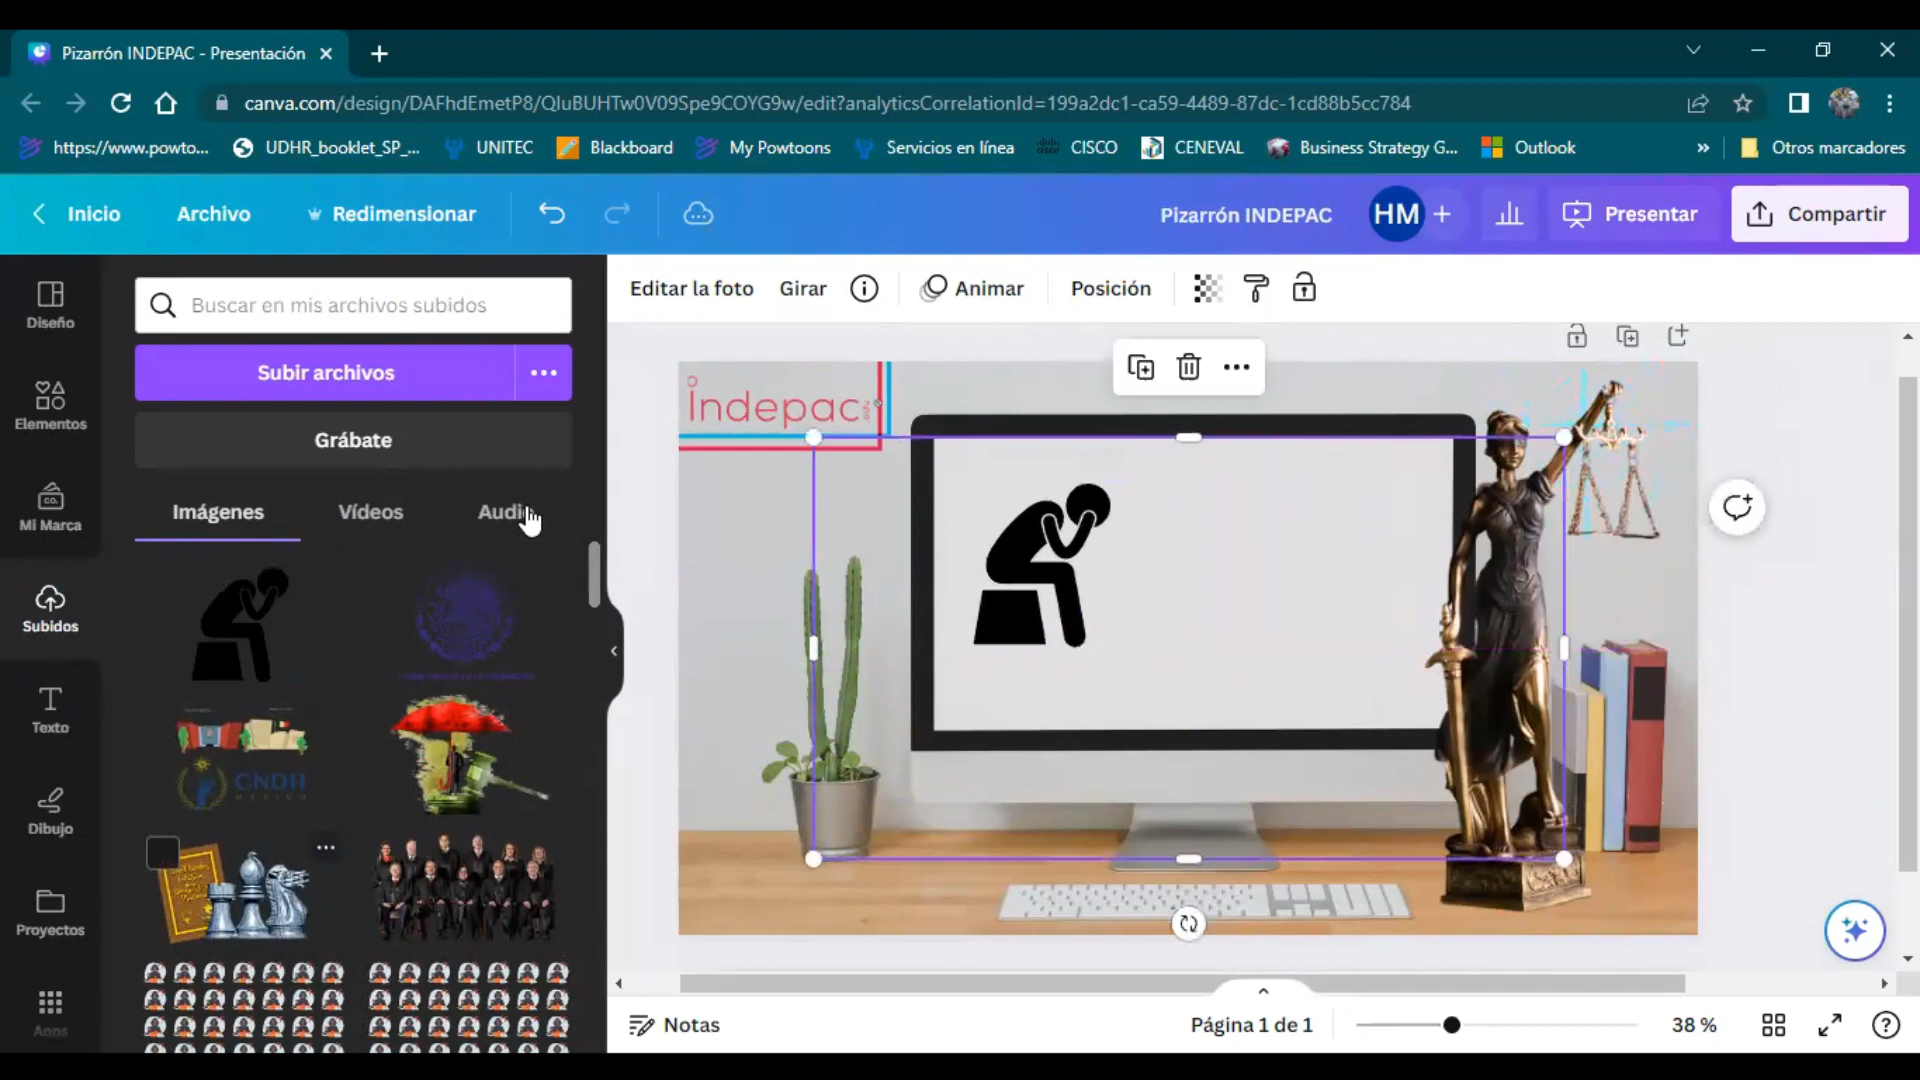 Pizarrón INDEPAC - Presentación
canva.com/design/DAFhdEmetP8/QIuBUHTw0V09Spe9COYG9w/edit?analyticsCorrelationId=199a2dc1-ca59-4489-87dc-1cd88b5cc784
https://www.powto... UDHR_booklet_SP_... UNITEC Blackboard My Powtoons Servicios en línea CISCO CENEVAL Business Strategy G... Outlook » Otros marcadores
Inicio Archivo Redimensionar Pizarrón INDEPAC HM + Presentar Compartir
Diseño
Elementos
Mi Marca
Subidos
Texto
Dibujo
Proyectos
Buscar en mis archivos subidos
Subir archivos
Grábate
Imágenes Vídeos Audio
CNDH
MÉXICO
Editar la foto Girar Animar Posición
Indepac
Notas Página 1 de 1 38 %